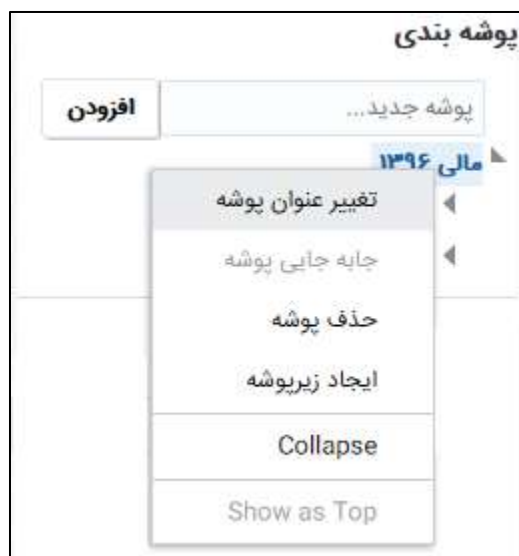 پوشه بندی
پوشه جدید...
افزودن
مالی ۱۳۹۶
تغییر عنوان پوشه
جابه جایی پوشه
حذف پوشه
ایجاد زیرپوشه
Collapse
Show as Top